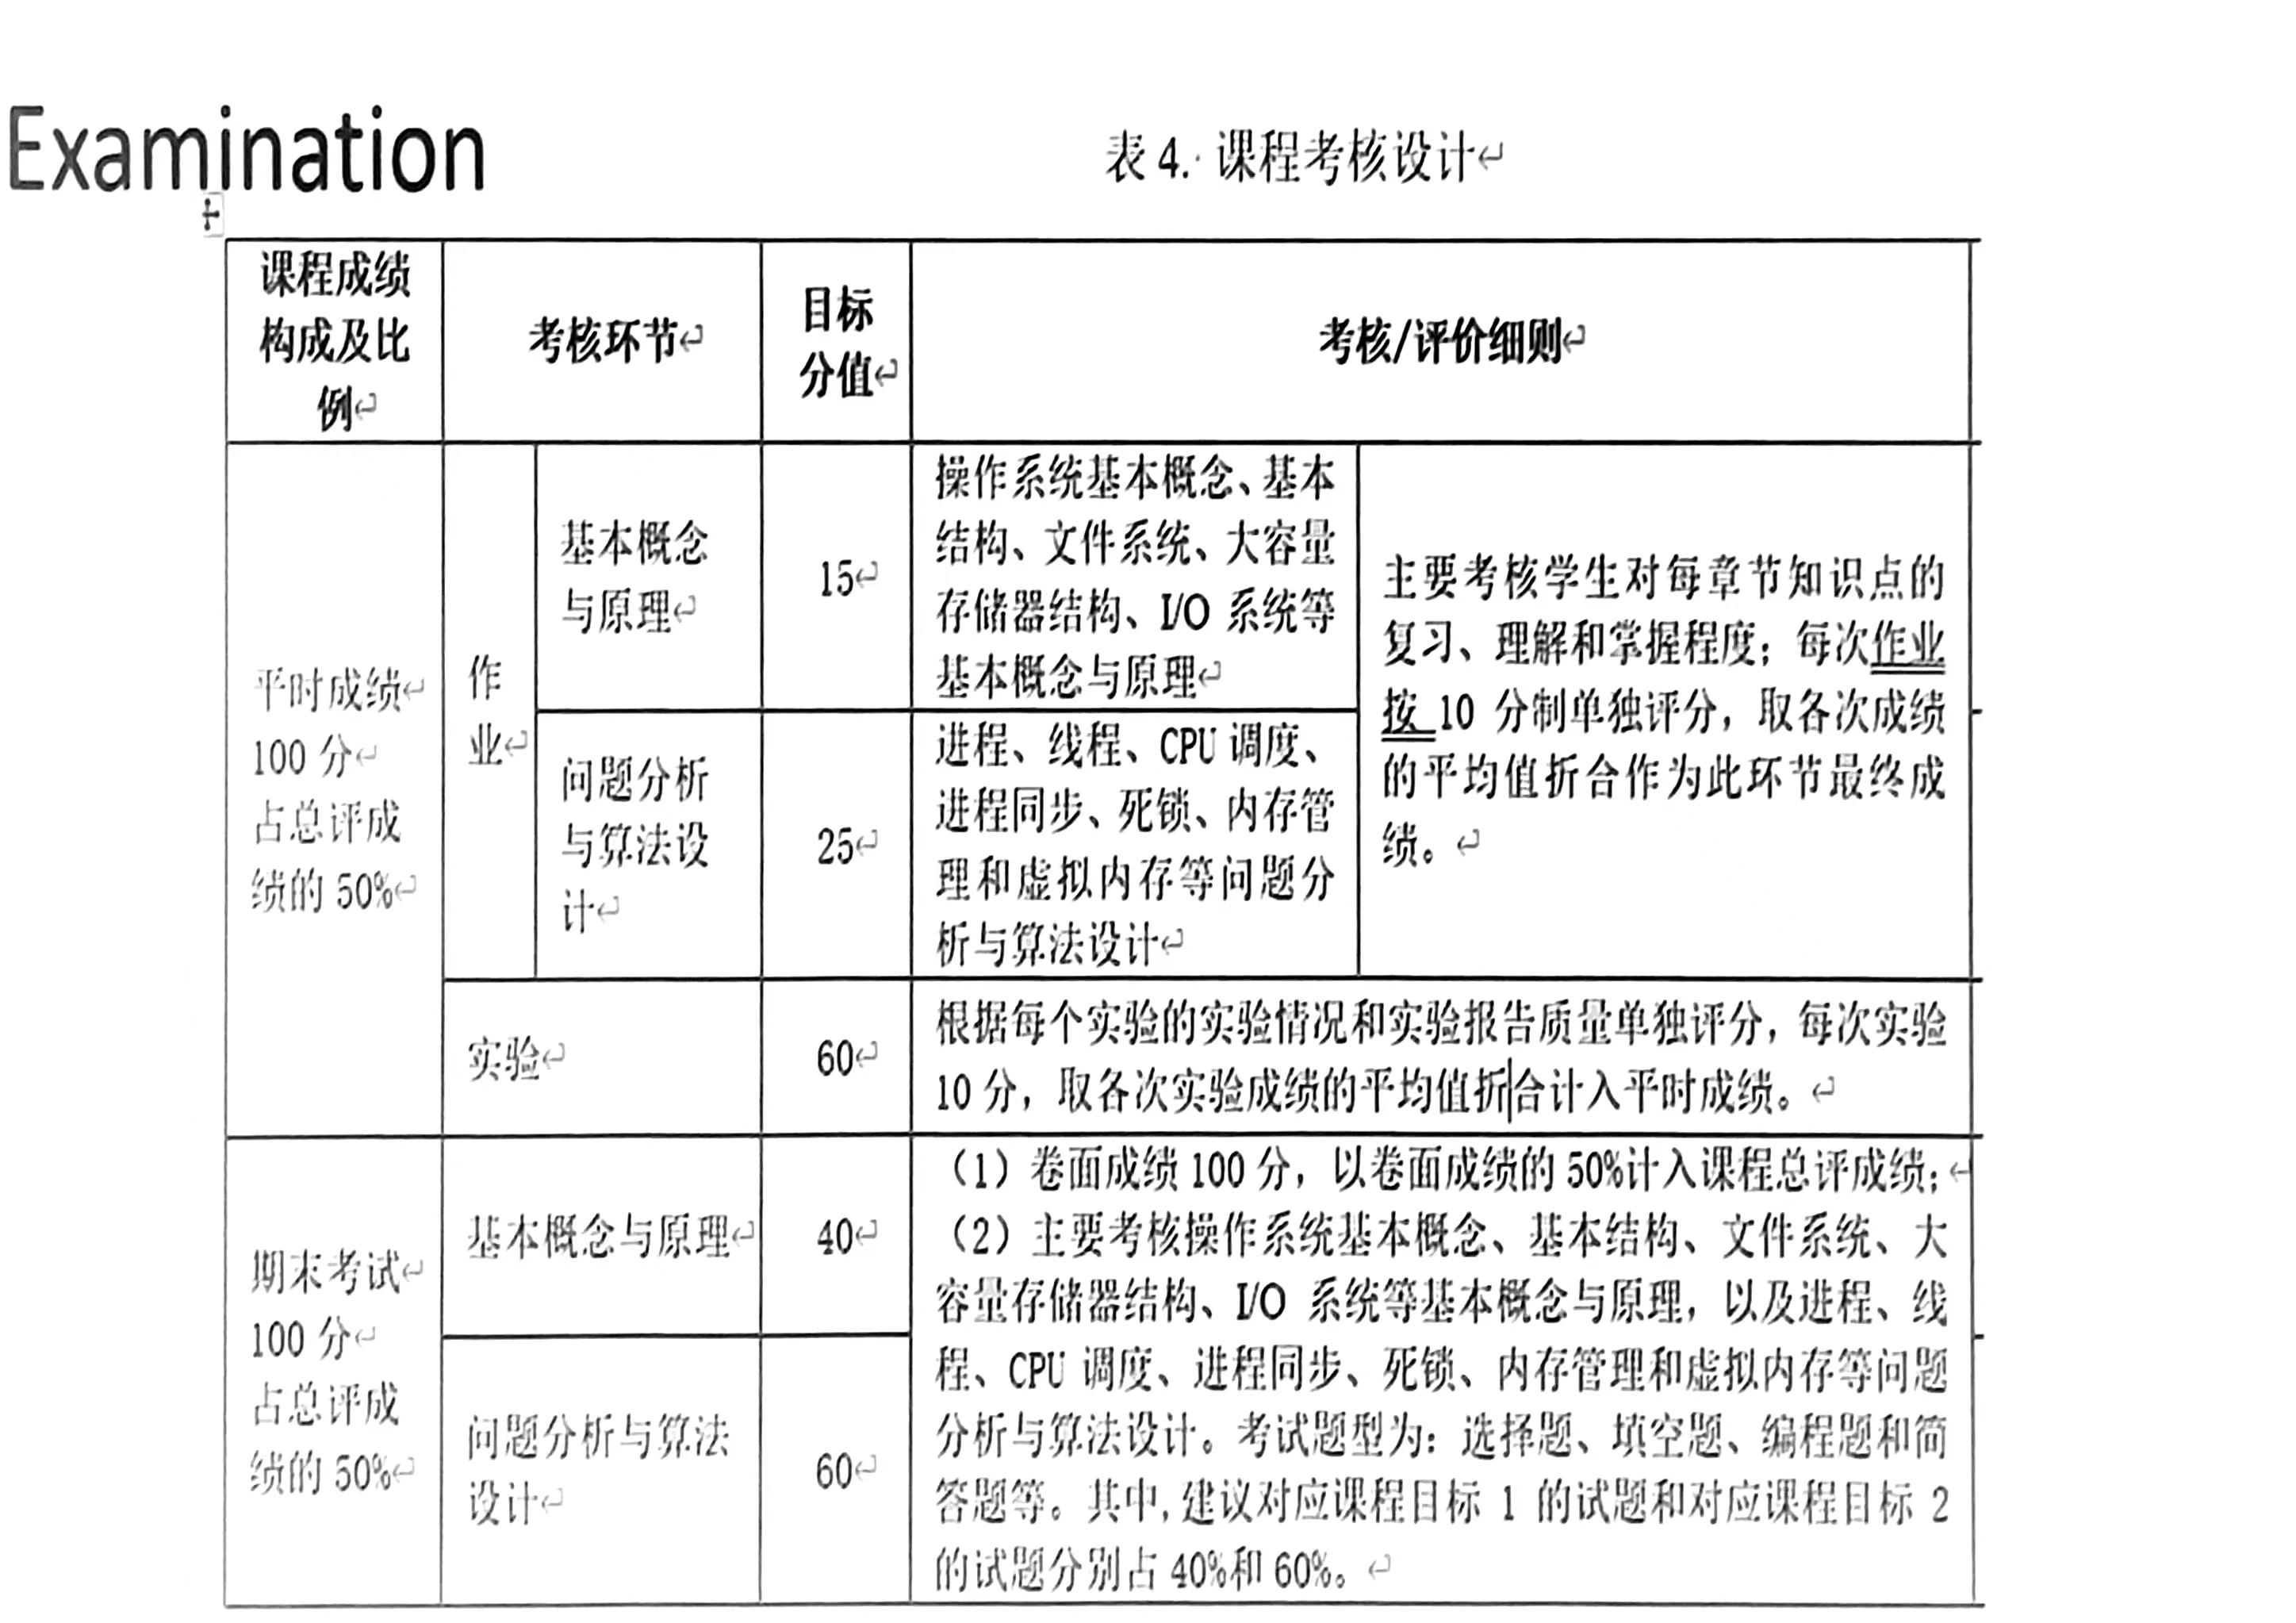 Examination
表 4. 课程考核设计
课程成绩
构成及比
例
考核环节
目标
分值
考核/评价细则
平时成绩
100 分
占总评成
绩的 50%
作
业
基本概念
与原理
15
操作系统基本概念、基本
结构、文件系统、大容量
存储器结构、I/O 系统等
基本概念与原理
主要考核学生对每章节知识点的
复习、理解和掌握程度；每次作业
按 10 分制单独评分，取各次成绩
的平均值折合作为此环节最终成
绩。
问题分析
与算法设
计
25
进程、线程、CPU 调度、
进程同步、死锁、内存管
理和虚拟内存等问题分
析与算法设计
实验
60
根据每个实验的实验情况和实验报告质量单独评分，每次实验
10 分，取各次实验成绩的平均值折合计入平时成绩。
期末考试
100 分
占总评成
绩的 50%
基本概念与原理
40
（1）卷面成绩 100 分，以卷面成绩的 50%计入课程总评成绩；
（2）主要考核操作系统基本概念、基本结构、文件系统、大
容量存储器结构、I/O 系统等基本概念与原理，以及进程、线
程、CPU 调度、进程同步、死锁、内存管理和虚拟内存等问题
分析与算法设计。考试题型为：选择题、填空题、编程题和简
答题等。其中，建议对应课程目标 1 的试题和对应课程目标 2
的试题分别占 40%和 60%。
问题分析与算法
设计
60